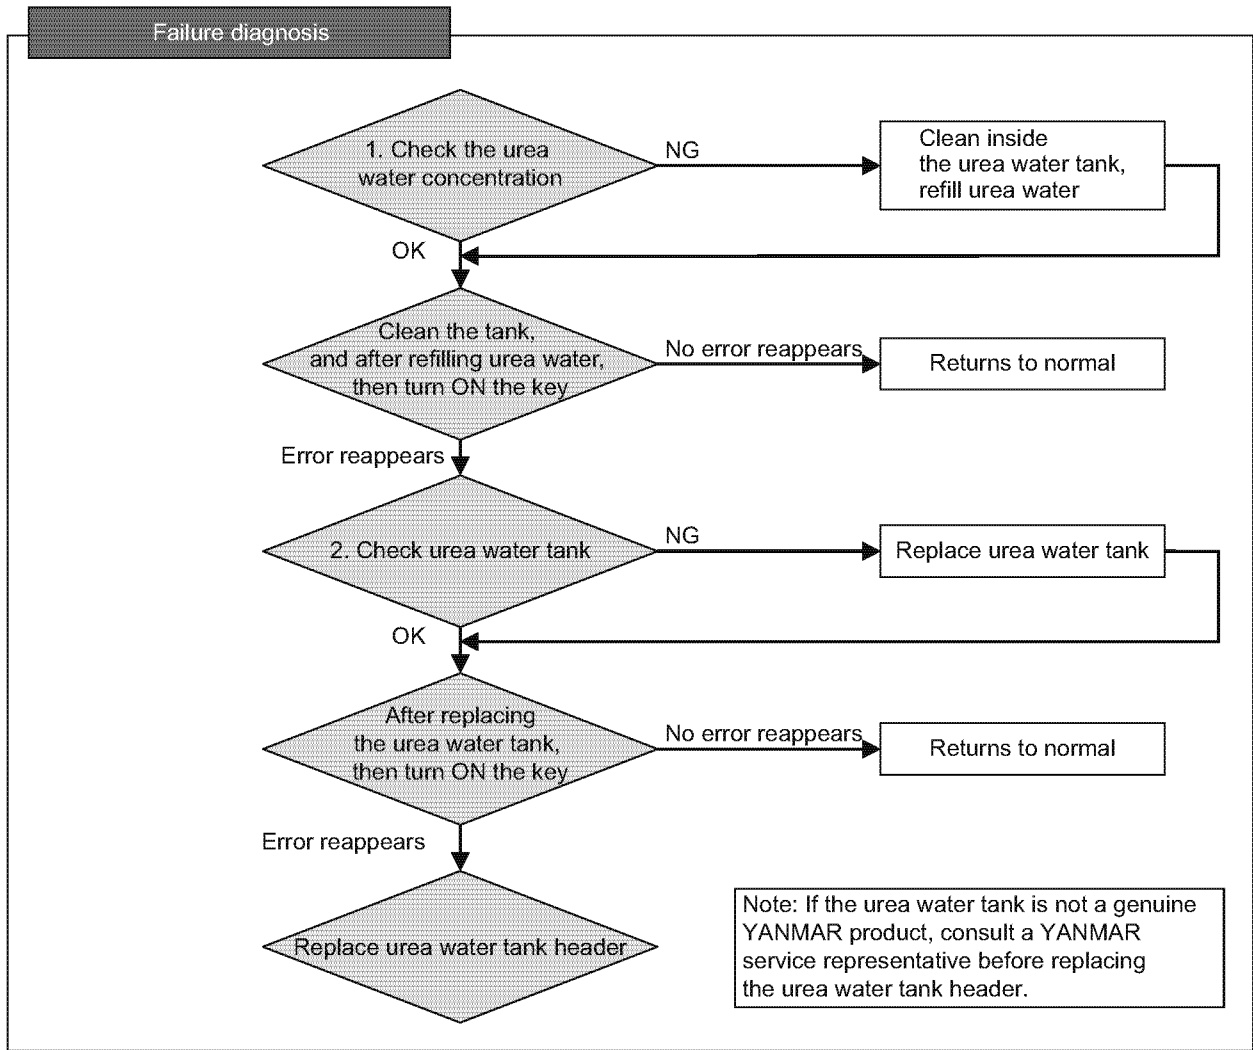 Failure diagnosis
1. Check the urea
water concentration
NG
Clean inside
the urea water tank,
refill urea water
OK
Clean the tank,
and after refilling urea water,
then turn ON the key
No error reappears
Returns to normal
Error reappears
2. Check urea water tank
NG
Replace urea water tank
OK
After replacing
the urea water tank,
then turn ON the key
No error reappears
Returns to normal
Error reappears
Replace urea water tank header
Note: If the urea water tank is not a genuine
YANMAR product, consult a YANMAR
service representative before replacing
the urea water tank header.